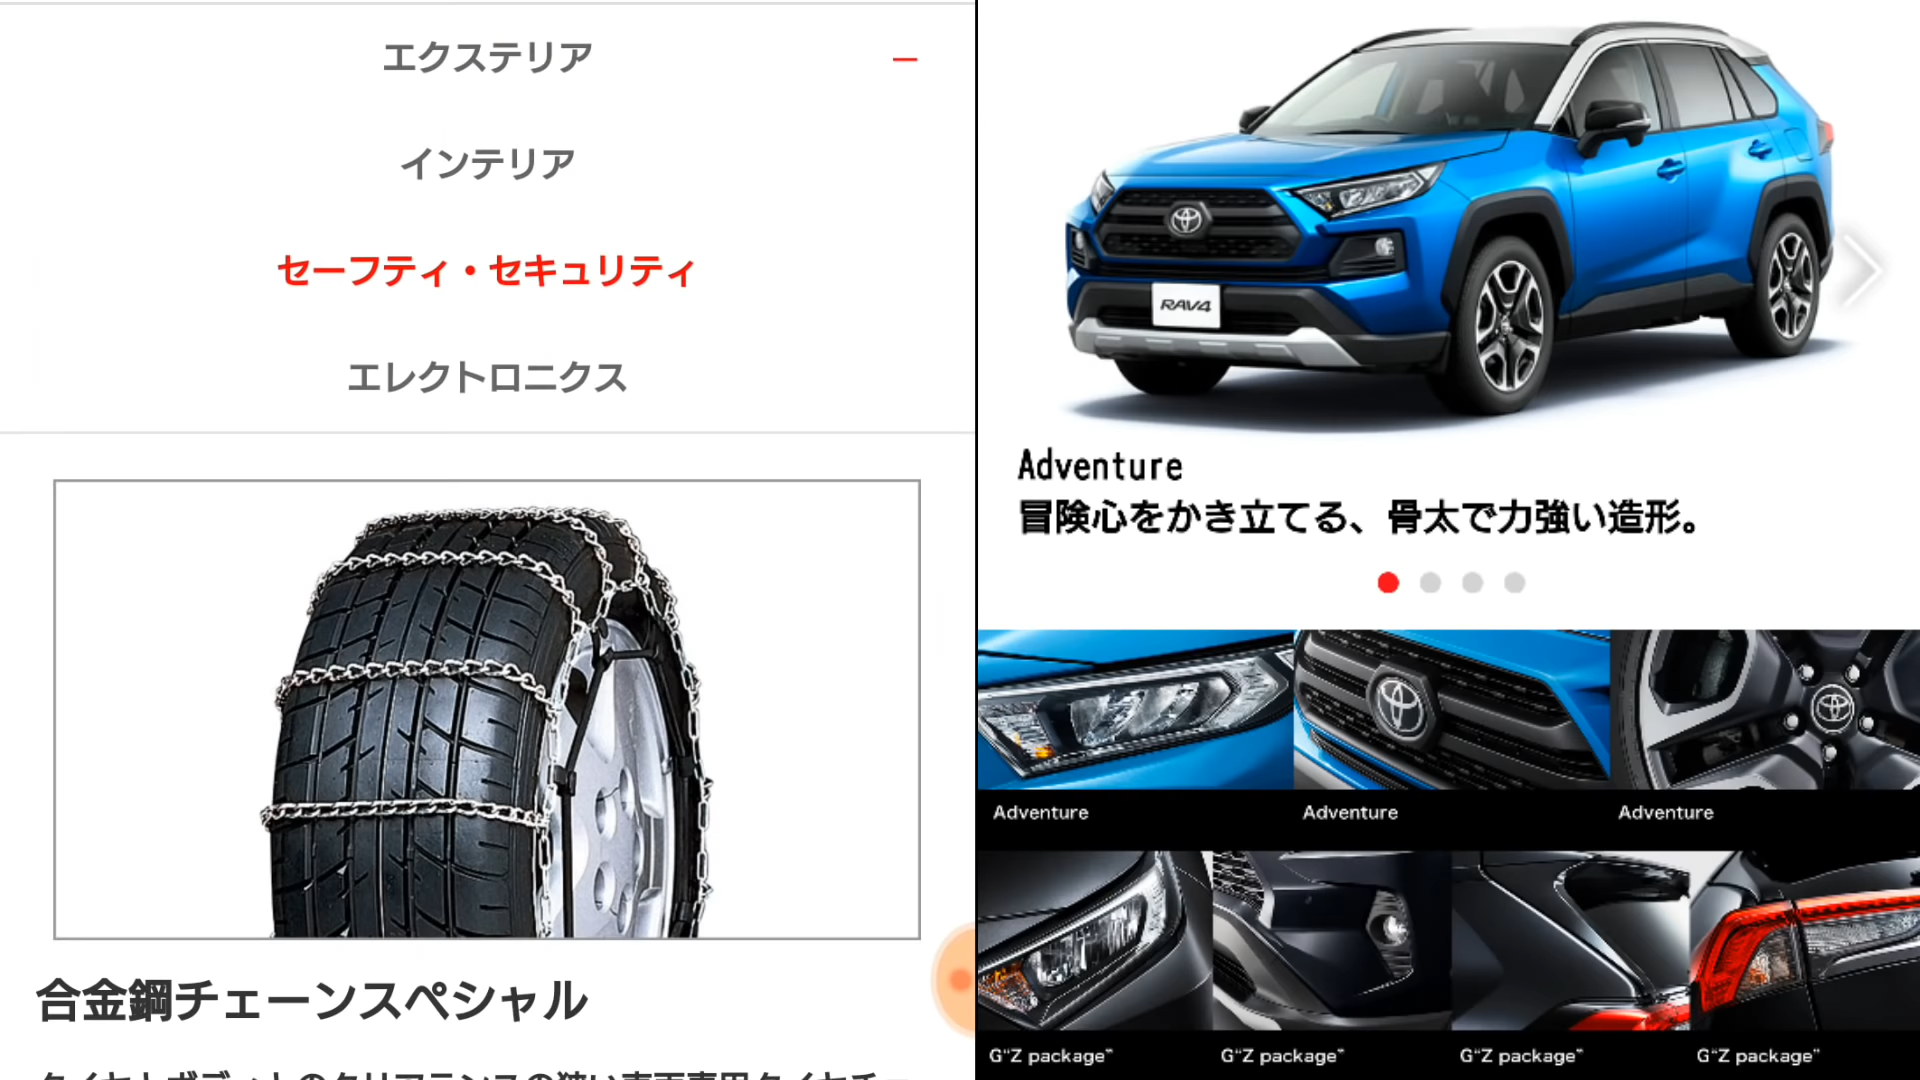 エクステリア
インテリア
セーフティ・セキュリティ
エレクトロニクス
合金鋼チェーンスペシャル
RAV4
Adventure
冒険心をかき立てる、骨太で力強い造形。
Adventure
Adventure
Adventure
G“Z package”
G“Z package”
G“Z package”
G“Z package”